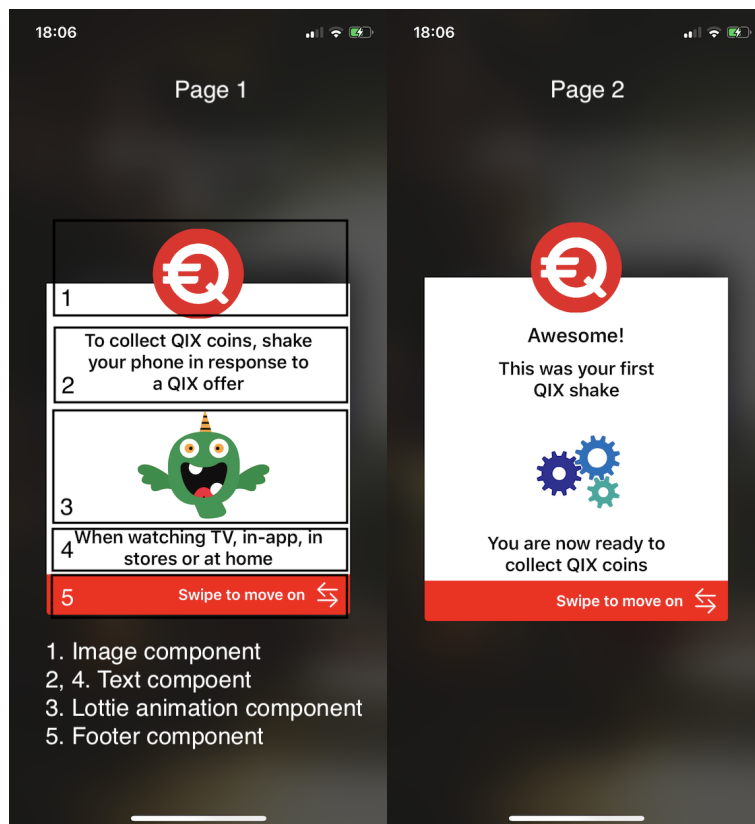 18:06
Page 1
1
To collect QIX coins, shake
your phone in response to
a QIX offer
2
3
When watching TV, in-app, in
stores or at home
4
5
Swipe to move on
1. Image component
2, 4. Text compoent
3. Lottie animation component
5. Footer component
18:06
Page 2
Awesome!
This was your first
QIX shake
You are now ready to
collect QIX coins
Swipe to move on